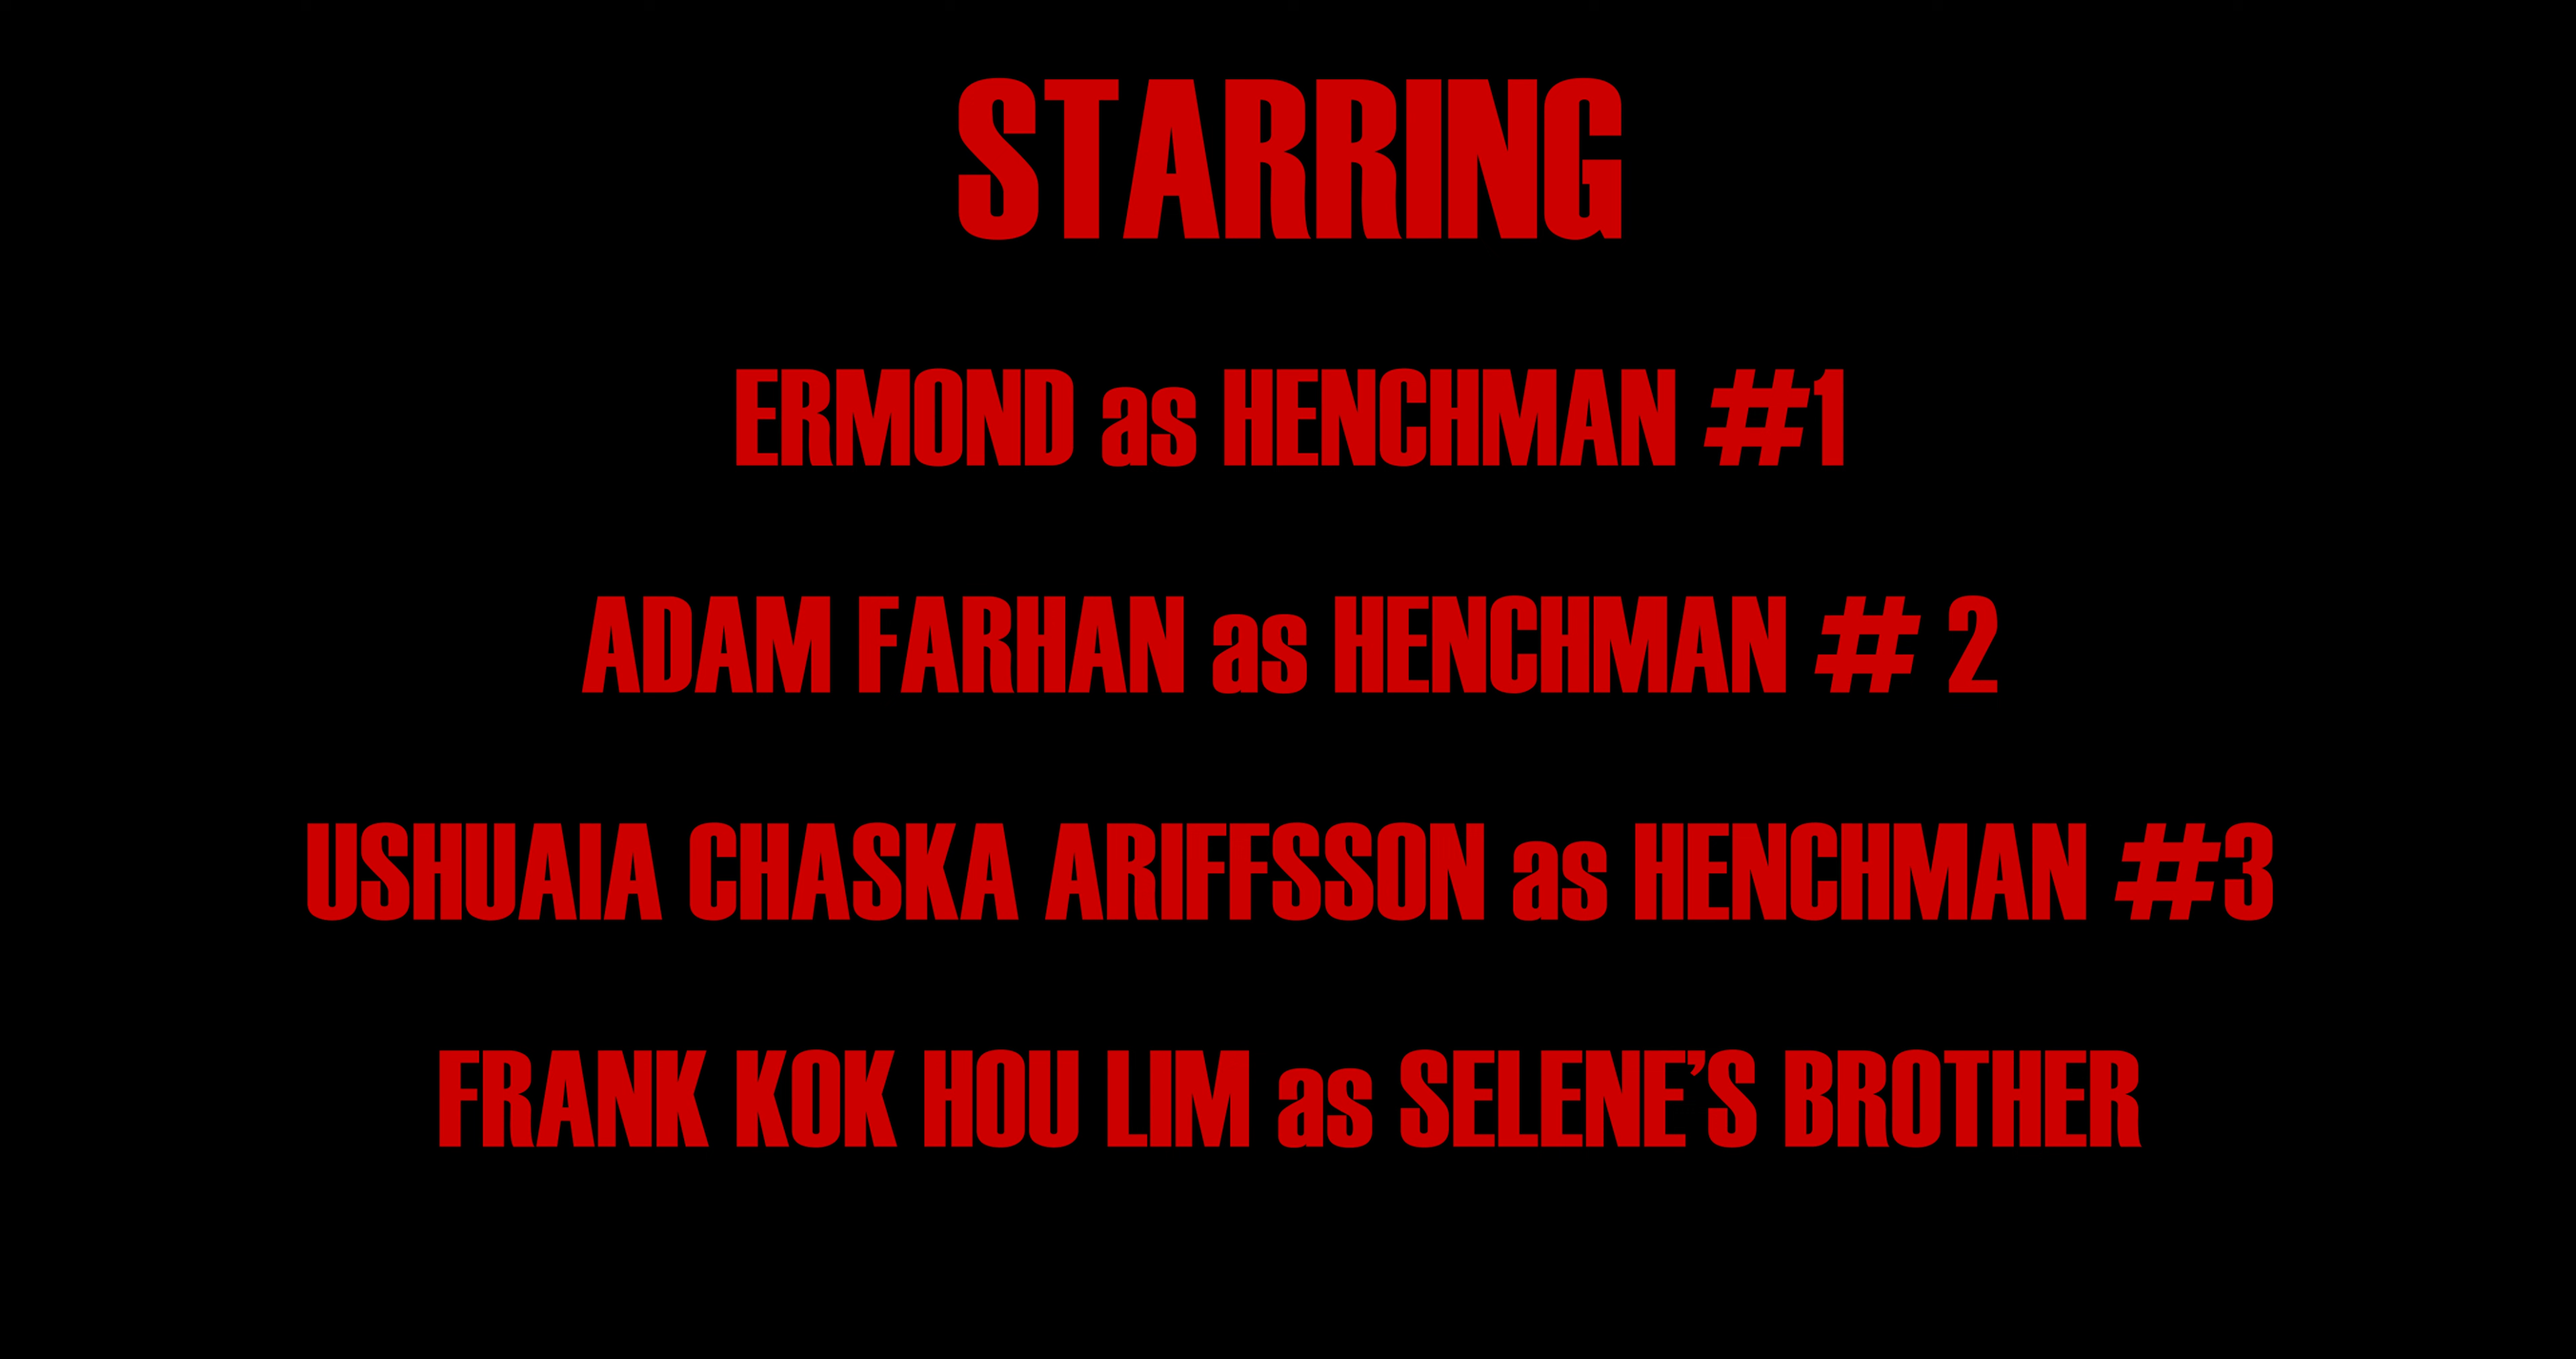 STARRING
ERMOND as HENCHMAN #1
ADAM FARHAN as HENCHMAN # 2
USHUAIA CHASKA ARIFFSSON as HENCHMAN #3
FRANK KOK HOU LIM as SELENE’S BROTHER